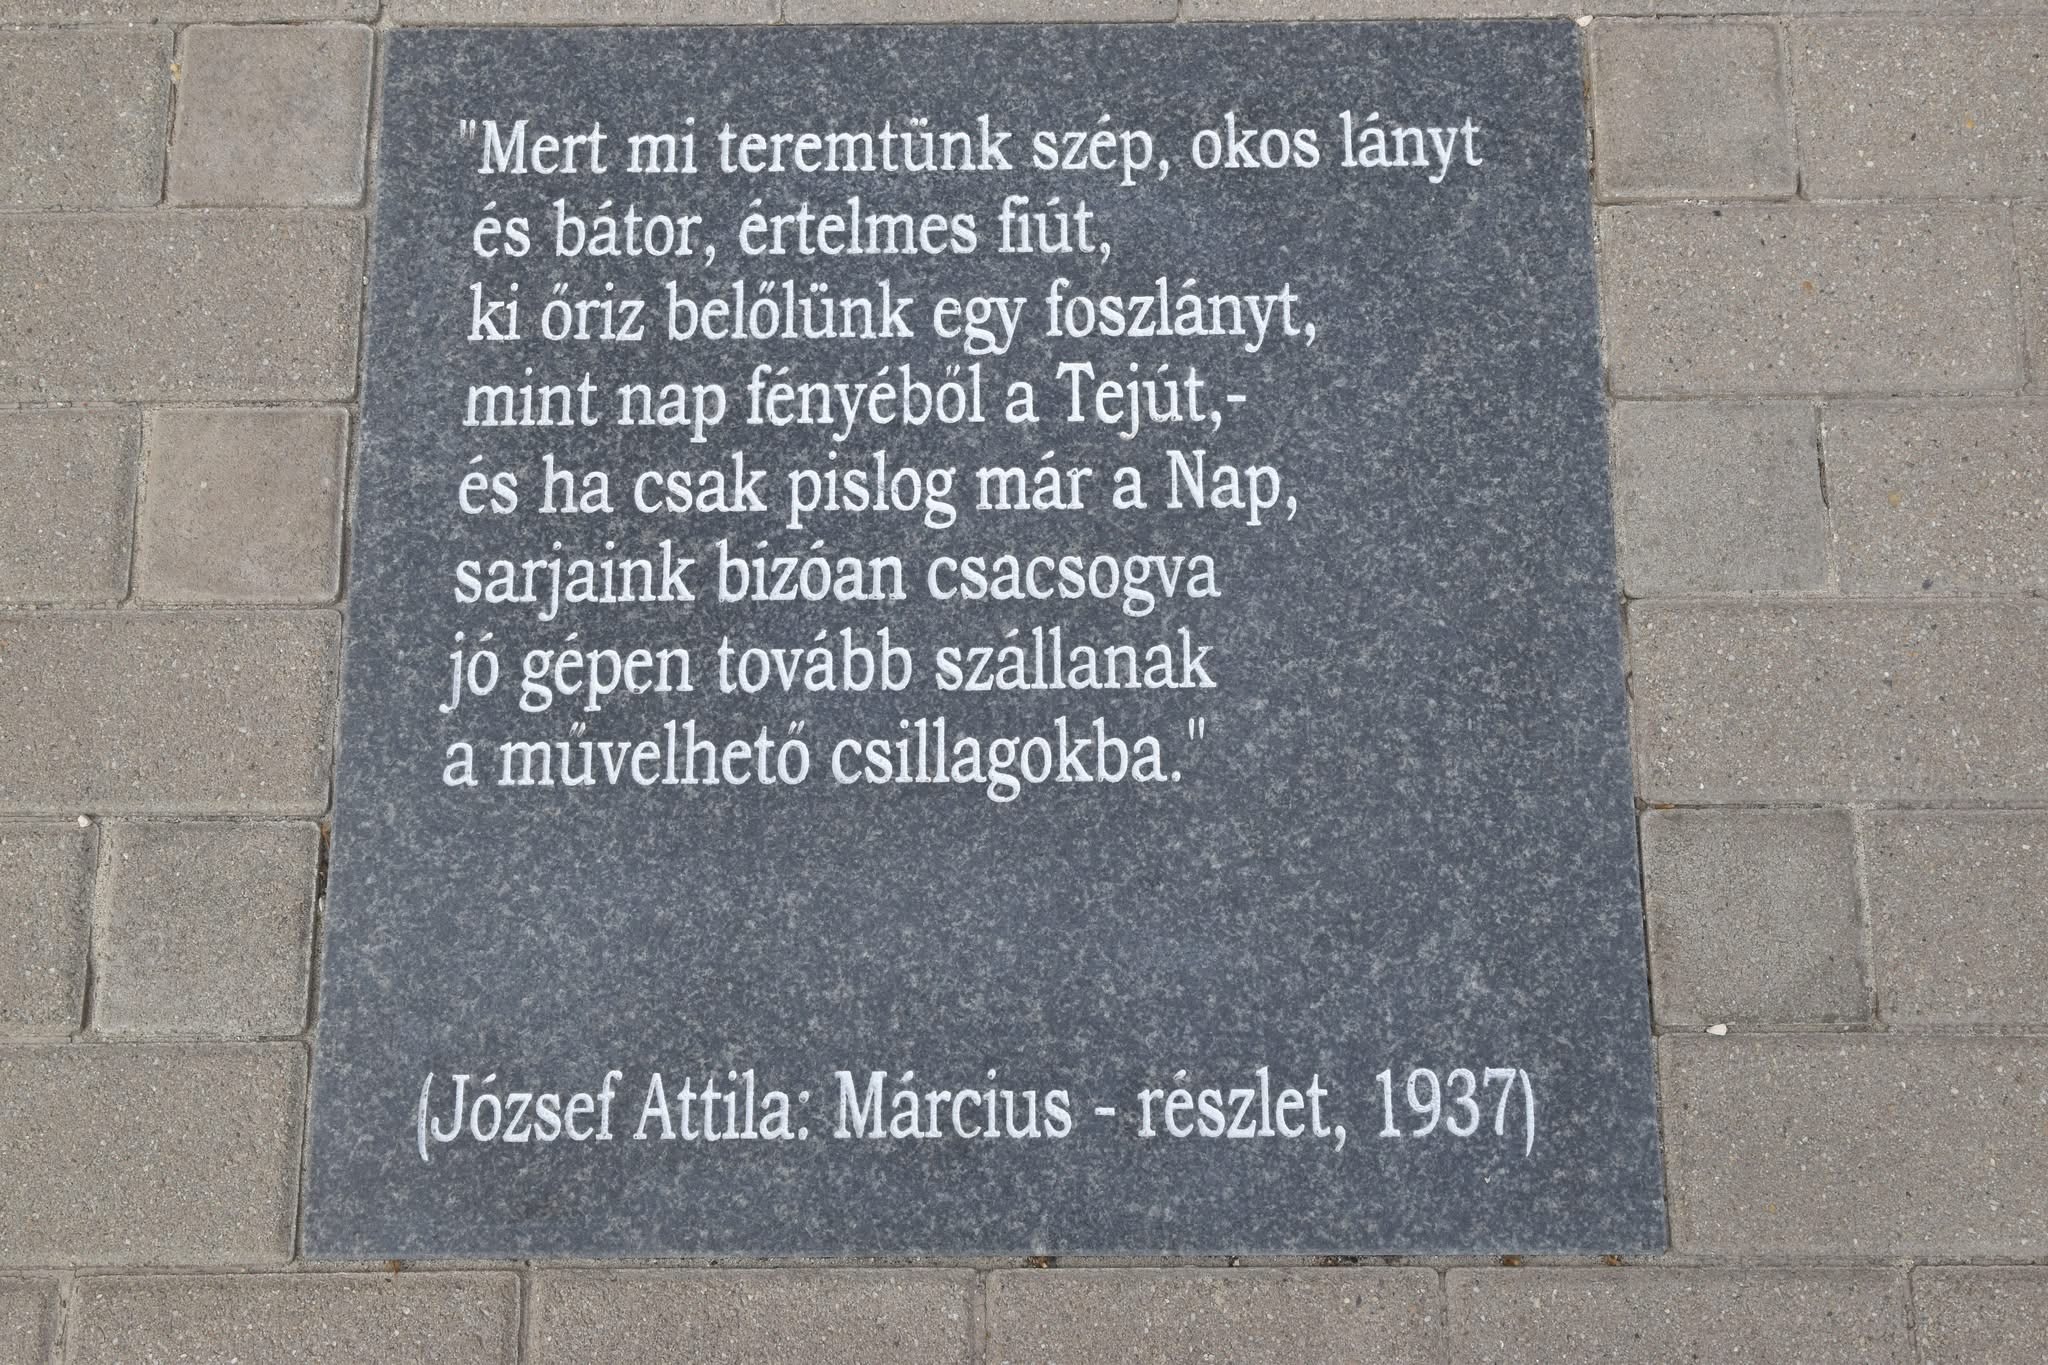 "Mert mi teremtünk szép, okos lányt
és bátor, értelmes fiút,
ki őriz belőlünk egy foszlányt,
mint nap fényéből a Tejút,-
és ha csak pislog már a Nap,
sarjaink bízóan csacsogva
jó gépen tovább szállanak
a művelhető csillagokba."
(József Attila: Március - részlet, 1937)